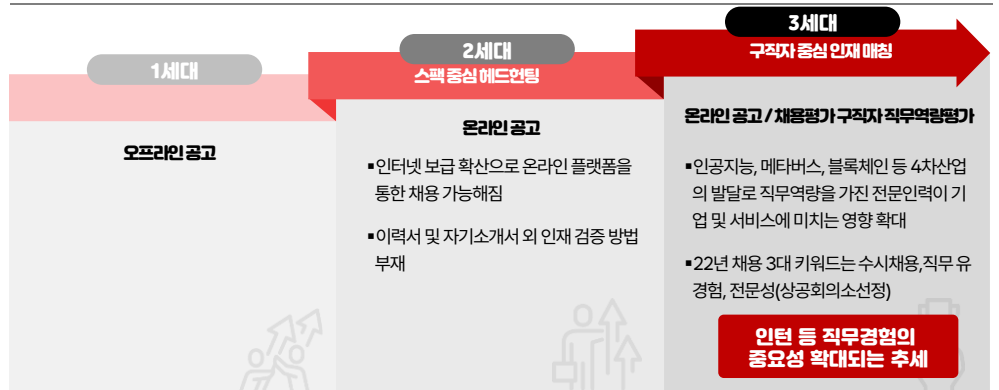 1세대
오프라인 공고
2세대
스팩 중심 헤드헌팅
온라인 공고
▪인터넷 보급 확산으로 온라인 플랫폼을
통한 채용 가능해짐
▪이력서 및 자기소개서 외 인재 검증 방법
부재
3세대
구직자 중심 인재 매칭
온라인 공고 / 채용평가 구직자 직무역량평가
▪인공지능, 메타버스, 블록체인 등 4차산업
의 발달로 직무역량을 가진 전문인력이 기
업 및 서비스에 미치는 영향 확대
▪22년 채용 3대 키워드는 수시채용,직무 유
경험, 전문성(상공회의소선정)
인턴 등 직무경험의
중요성 확대되는 추세